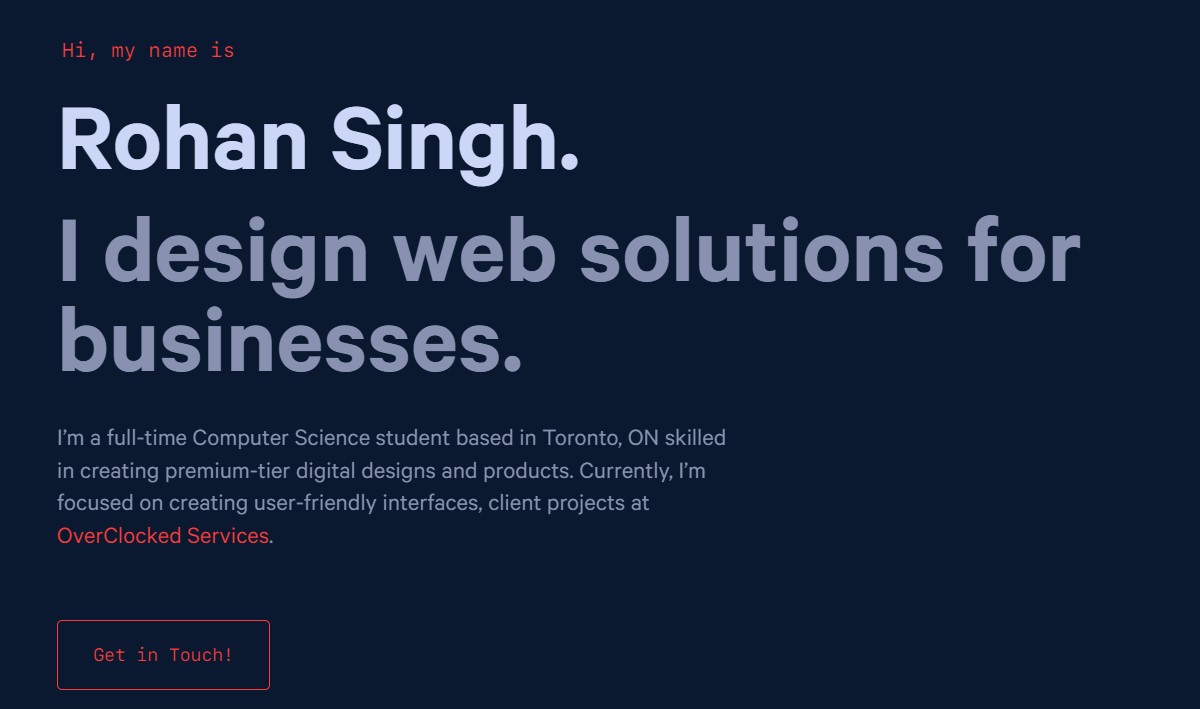 Hi, my name is
Rohan Singh.
I design web solutions for
businesses.
I’m a full-time Computer Science student based in Toronto, ON skilled
in creating premium-tier digital designs and products. Currently, I’m
focused on creating user-friendly interfaces, client projects at
OverClocked Services.
Get in Touch!